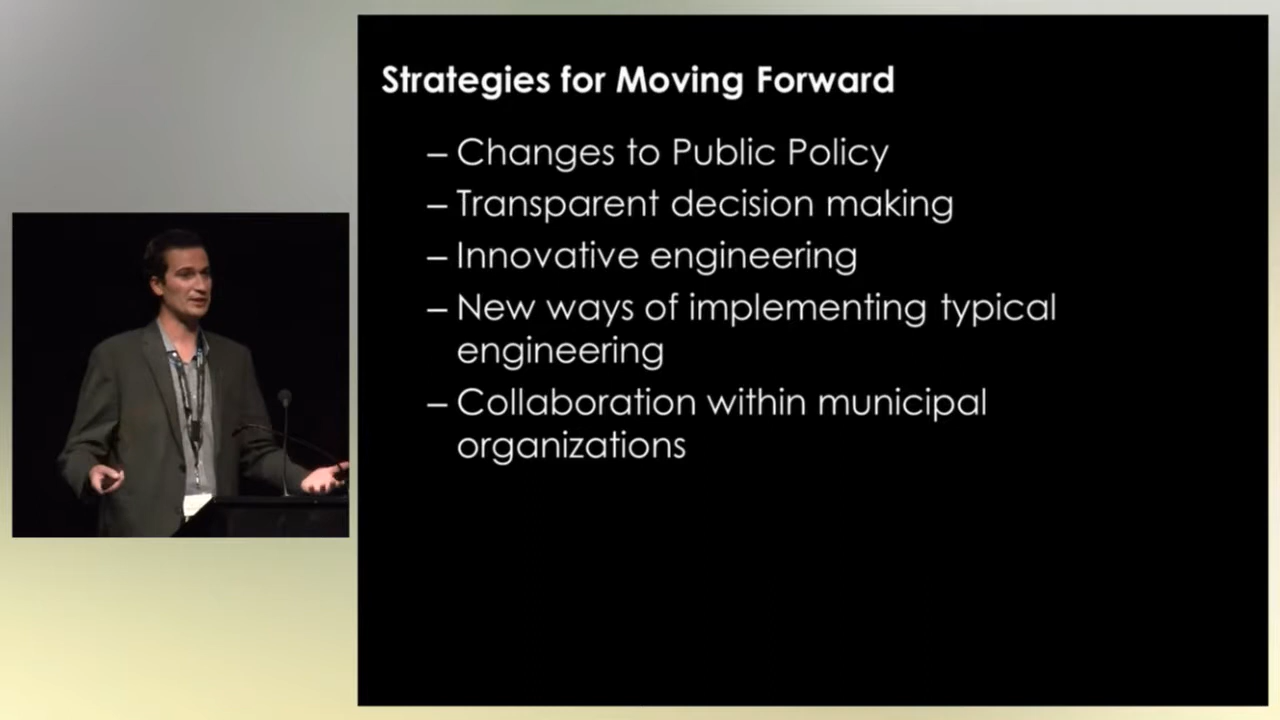 Strategies for Moving Forward
– Changes to Public Policy
– Transparent decision making
– Innovative engineering
– New ways of implementing typical
engineering
– Collaboration within municipal
organizations